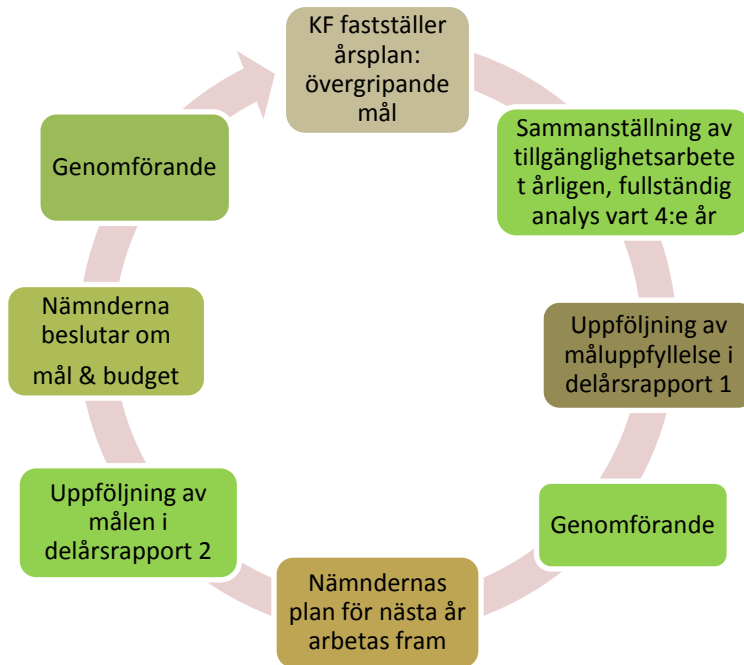 KF fastställer
årsplan:
övergripande
mål
Sammanställning av
tillgänglighetsarbete
t årligen, fullständig
analys vart 4:e år
Uppföljning av
måluppfyllelse i
delårsrapport 1
Genomförande
Nämndernas
plan för nästa år
arbetas fram
Uppföljning av
målen i
delårsrapport 2
Nämnderna
beslutar om
mål & budget
Genomförande